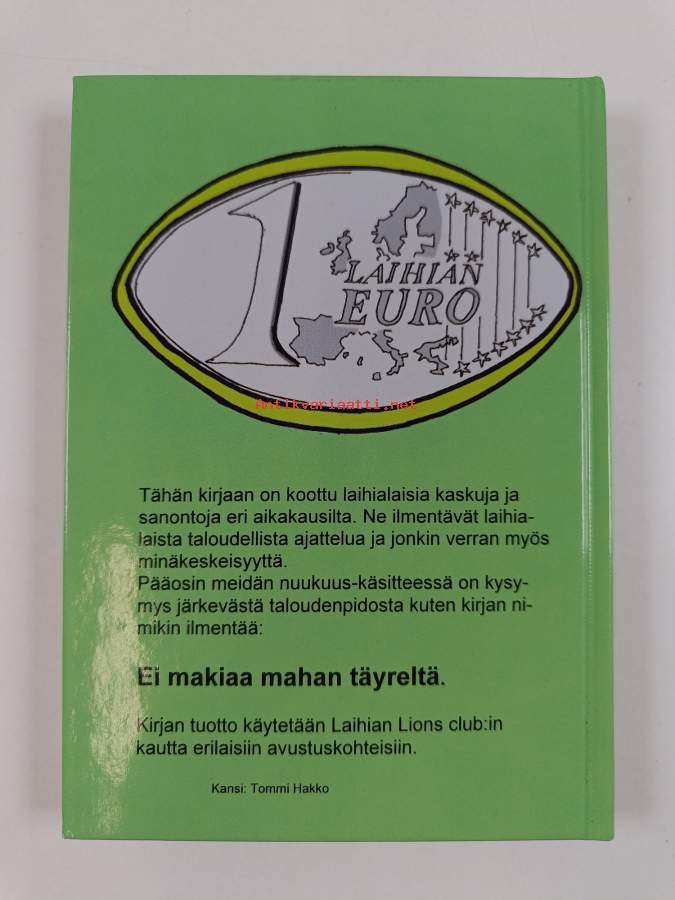 1
LAIHIAN
EURO
Antikvariaatti.net
Tähän kirjaan on koottu laihialaisia kaskuja ja
sanontoja eri aikakausilta. Ne ilmentävät laihia-
laista taloudellista ajattelua ja jonkin verran myös
minäkeskeisyyttä.
Pääosin meidän nuukuus-käsitteessä on kysy-
mys järkevästä taloudenpidosta kuten kirjan ni-
mikin ilmentää:
Ei makiaa mahan täyreltä.
Kirjan tuotto käytetään Laihian Lions club:in
kautta erilaisiin avustuskohteisiin.
Kansi: Tommi Hakko